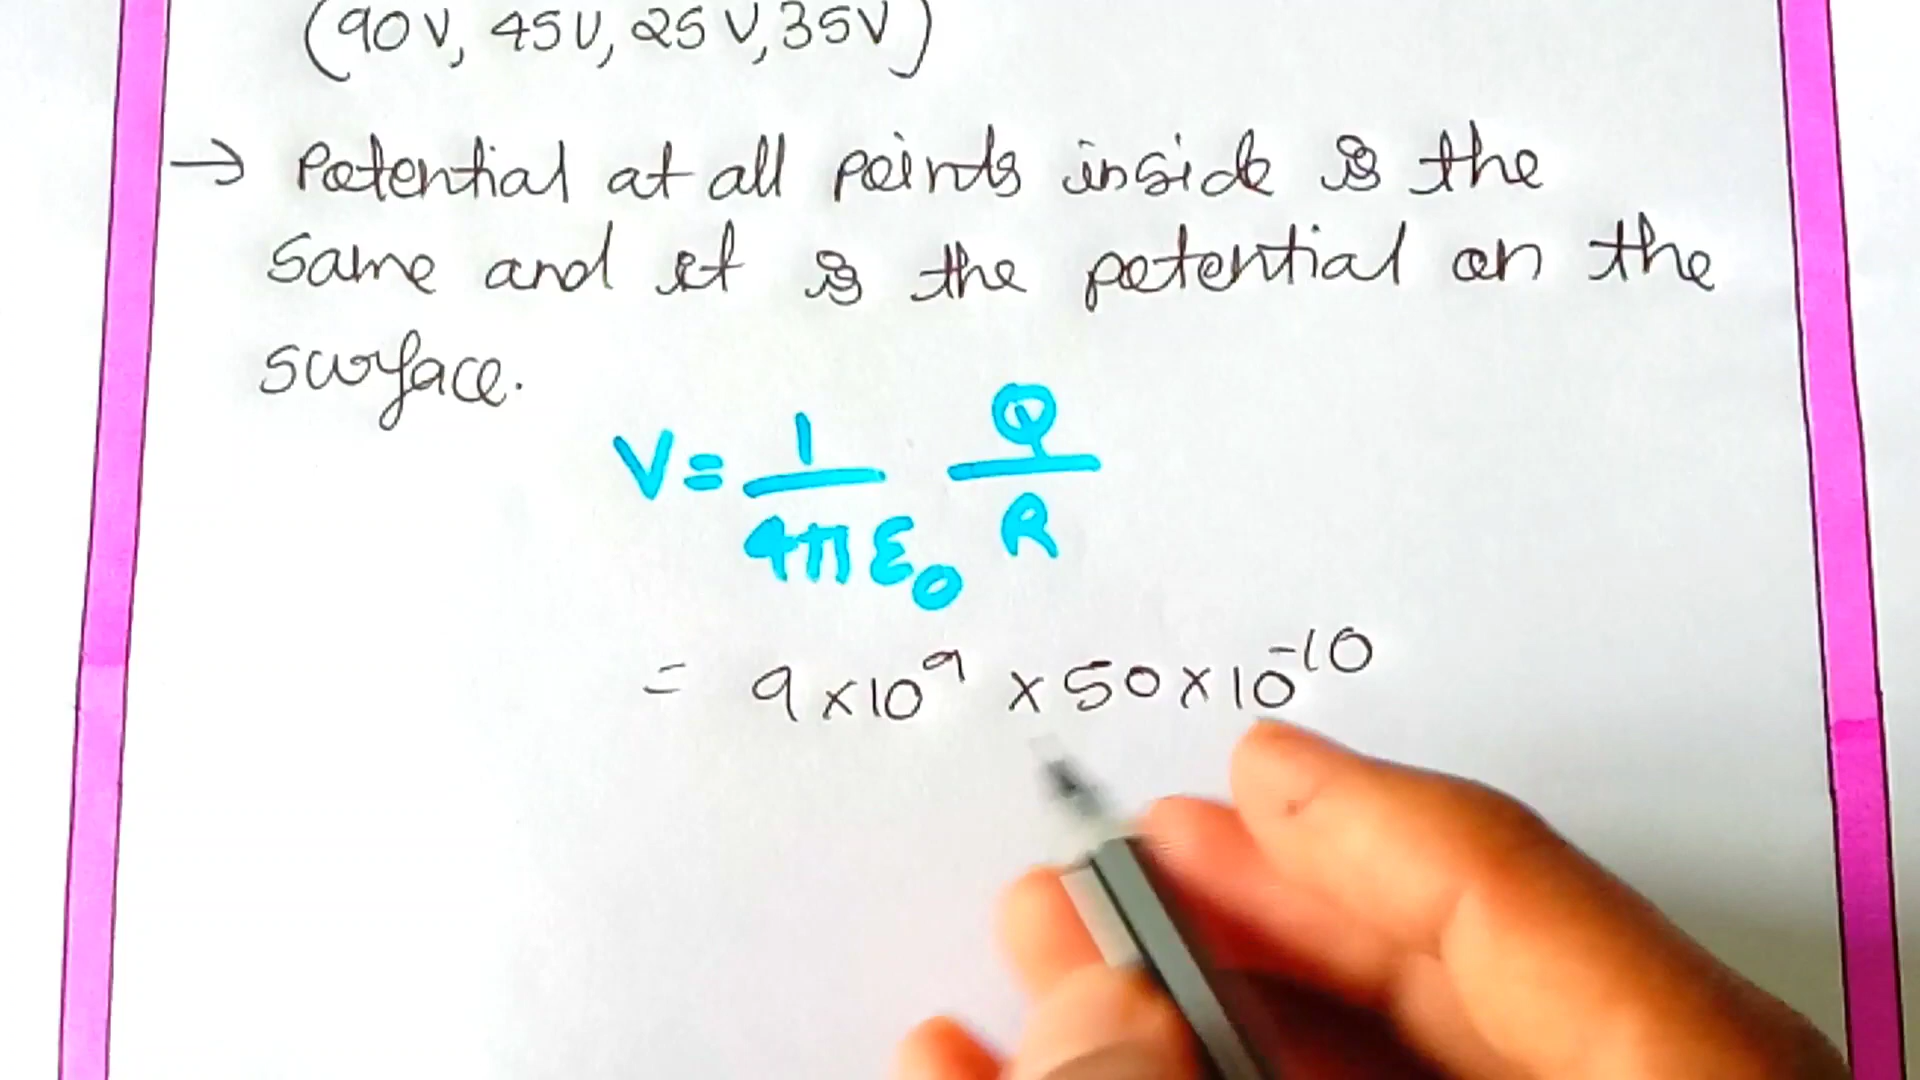 (90V, 45V, 25V, 35V)
→ Potential at all points inside is the
same and it is the potential on the
surface.
V = 1/4πε₀ Q/R
= 9×10⁹ × 50×10⁻¹⁰